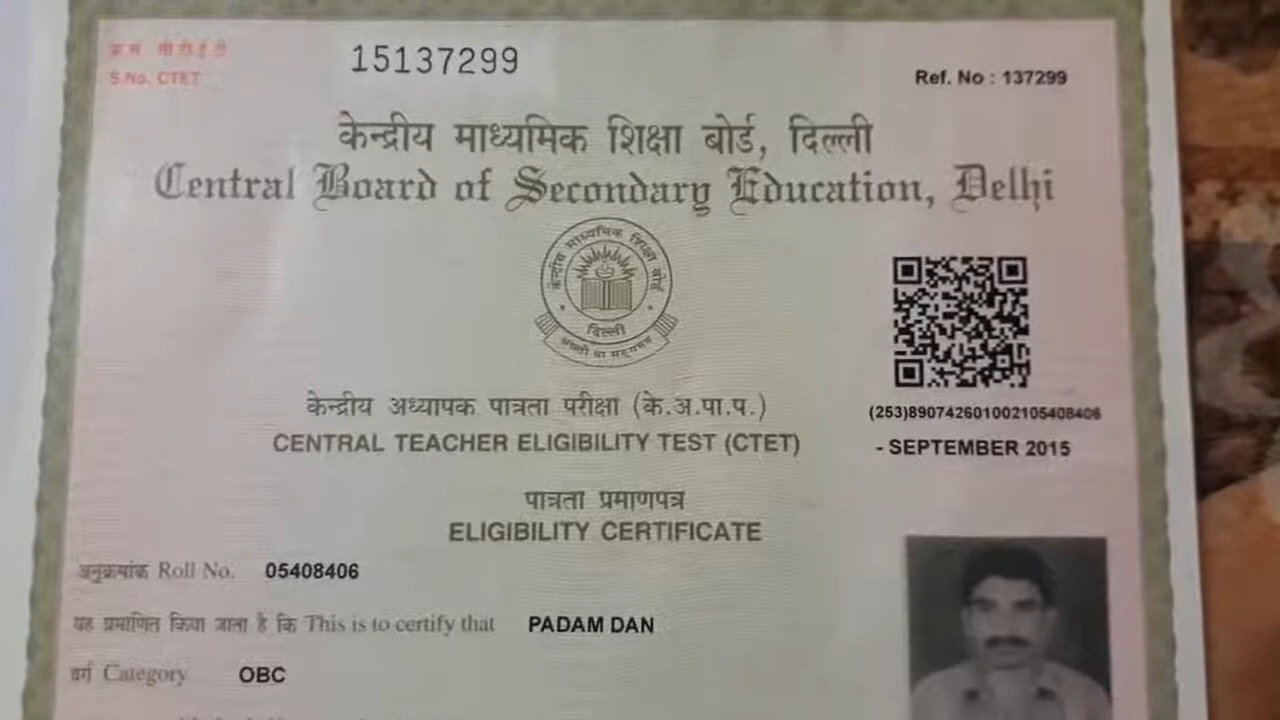 क्रम सी टी ई टी
S.No. CTET
15137299
Ref. No : 137299
केन्द्रीय माध्यमिक शिक्षा बोर्ड, दिल्ली
Central Board of Secondary Education, Delhi
केन्द्रीय माध्यमिक शिक्षा बोर्ड
दिल्ली
(253)890742601002105408406
केन्द्रीय अध्यापक पात्रता परीक्षा (के.अ.पा.प.)
CENTRAL TEACHER ELIGIBILITY TEST (CTET) - SEPTEMBER 2015
पात्रता प्रमाणपत्र
ELIGIBILITY CERTIFICATE
अनुक्रमांक Roll No. 05408406
यह प्रमाणित किया जाता है कि This is to certify that PADAM DAN
वर्ग Category OBC